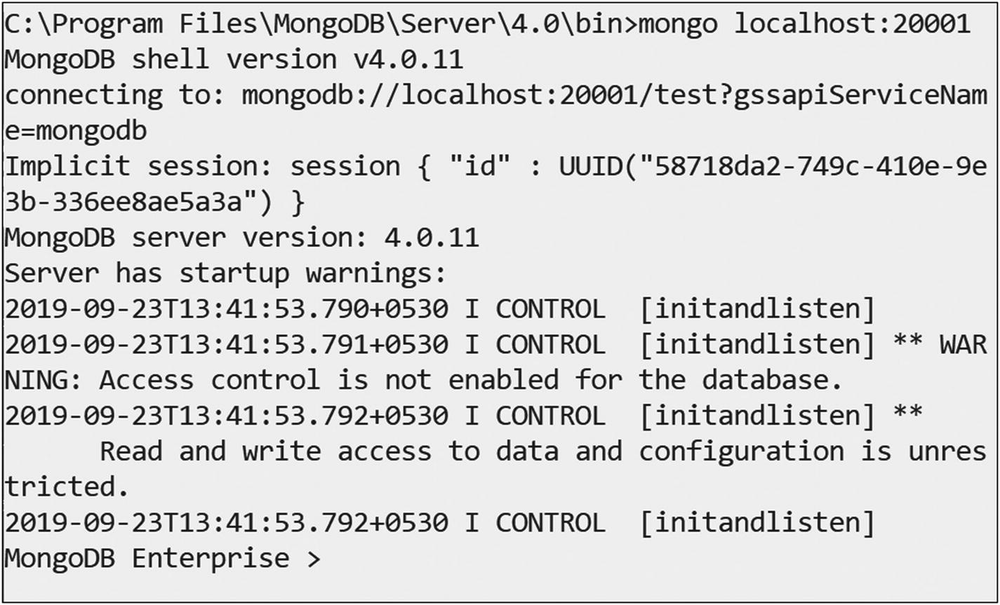 C:\Program Files\MongoDB\Server\4.0\bin>mongo localhost:20001
MongoDB shell version v4.0.11
connecting to: mongodb://localhost:20001/test?gssapiServiceNam
e=mongodb
Implicit session: session { "id" : UUID("58718da2-749c-410e-9e
3b-336ee8ae5a3a") }
MongoDB server version: 4.0.11
Server has startup warnings:
2019-09-23T13:41:53.790+0530 I CONTROL  [initandlisten]
2019-09-23T13:41:53.791+0530 I CONTROL  [initandlisten] ** WAR
NING: Access control is not enabled for the database.
2019-09-23T13:41:53.792+0530 I CONTROL  [initandlisten] **
      Read and write access to data and configuration is unres
tricted.
2019-09-23T13:41:53.792+0530 I CONTROL  [initandlisten]
MongoDB Enterprise >